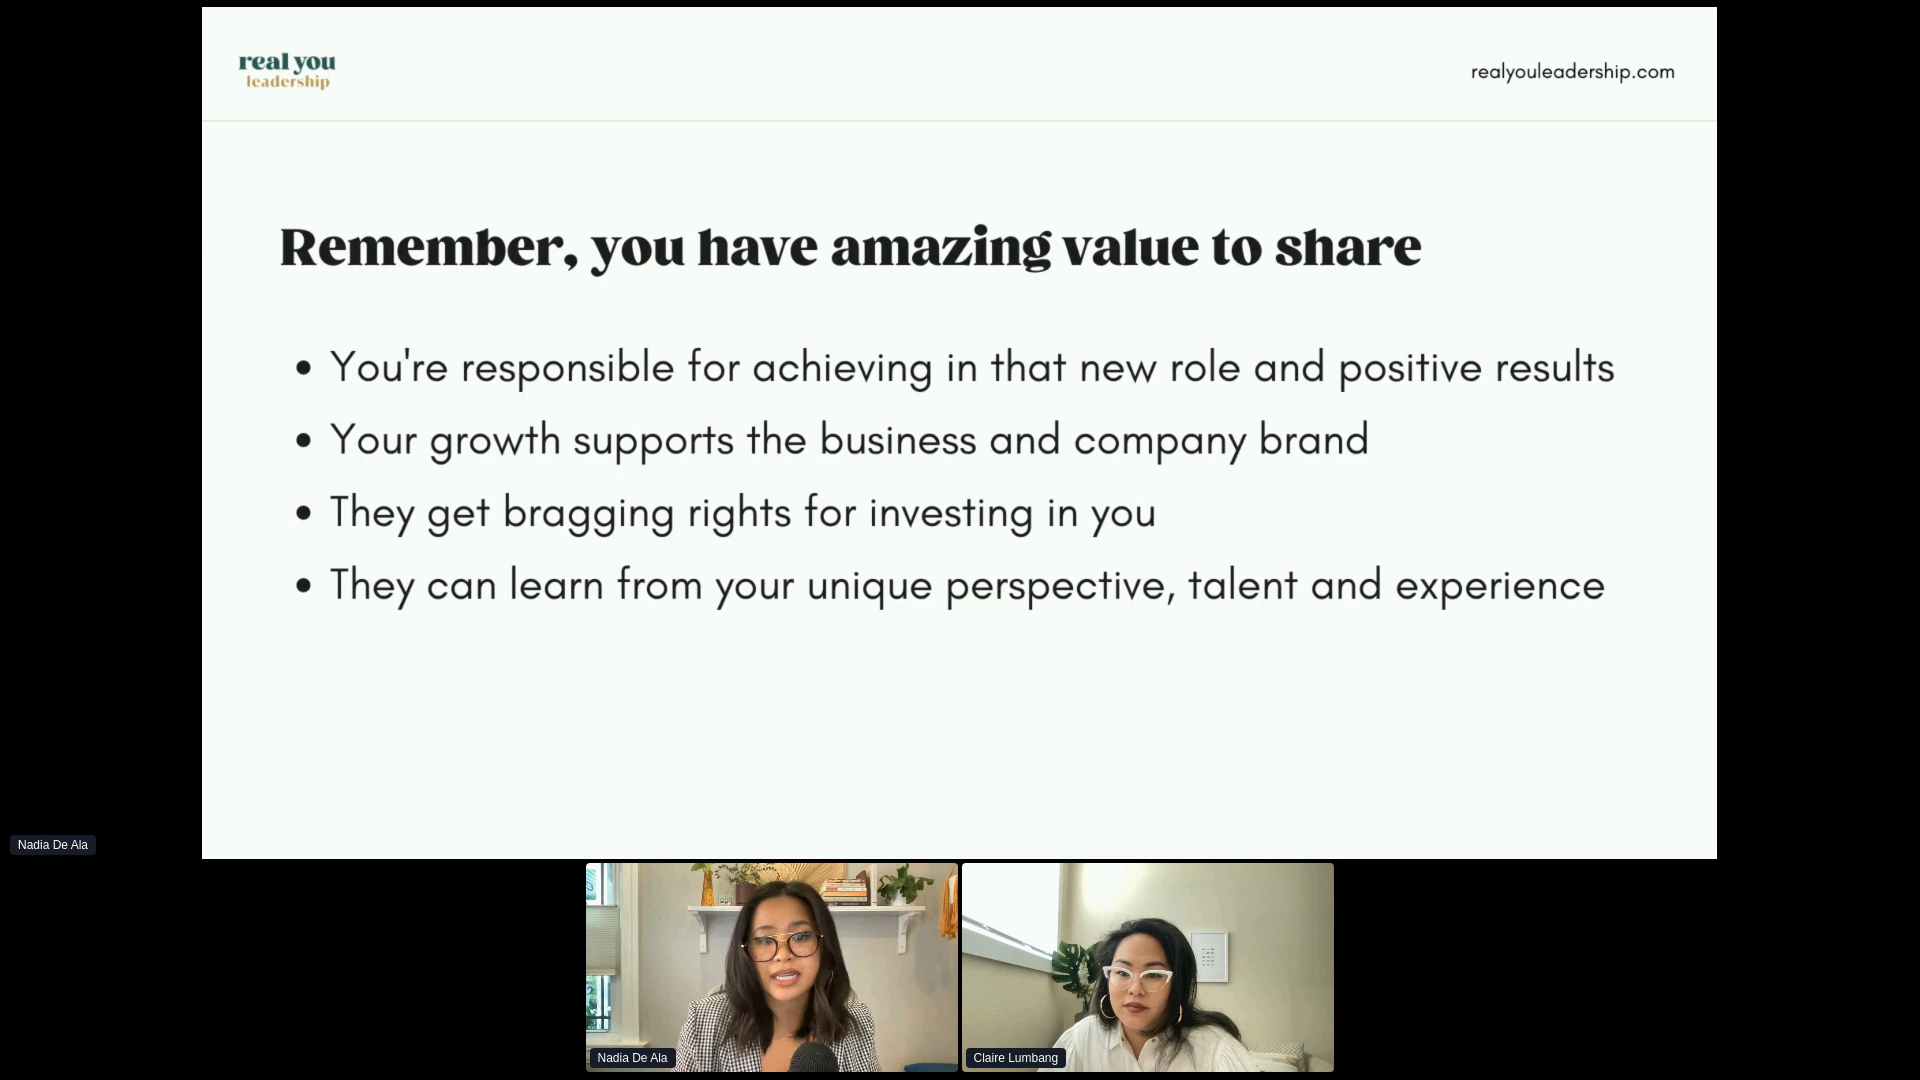 real you
leadership
realyouleadership.com
Remember, you have amazing value to share
• You're responsible for achieving in that new role and positive results
• Your growth supports the business and company brand
• They get bragging rights for investing in you
• They can learn from your unique perspective, talent and experience
Nadia De Ala
Nadia De Ala
Claire Lumbang